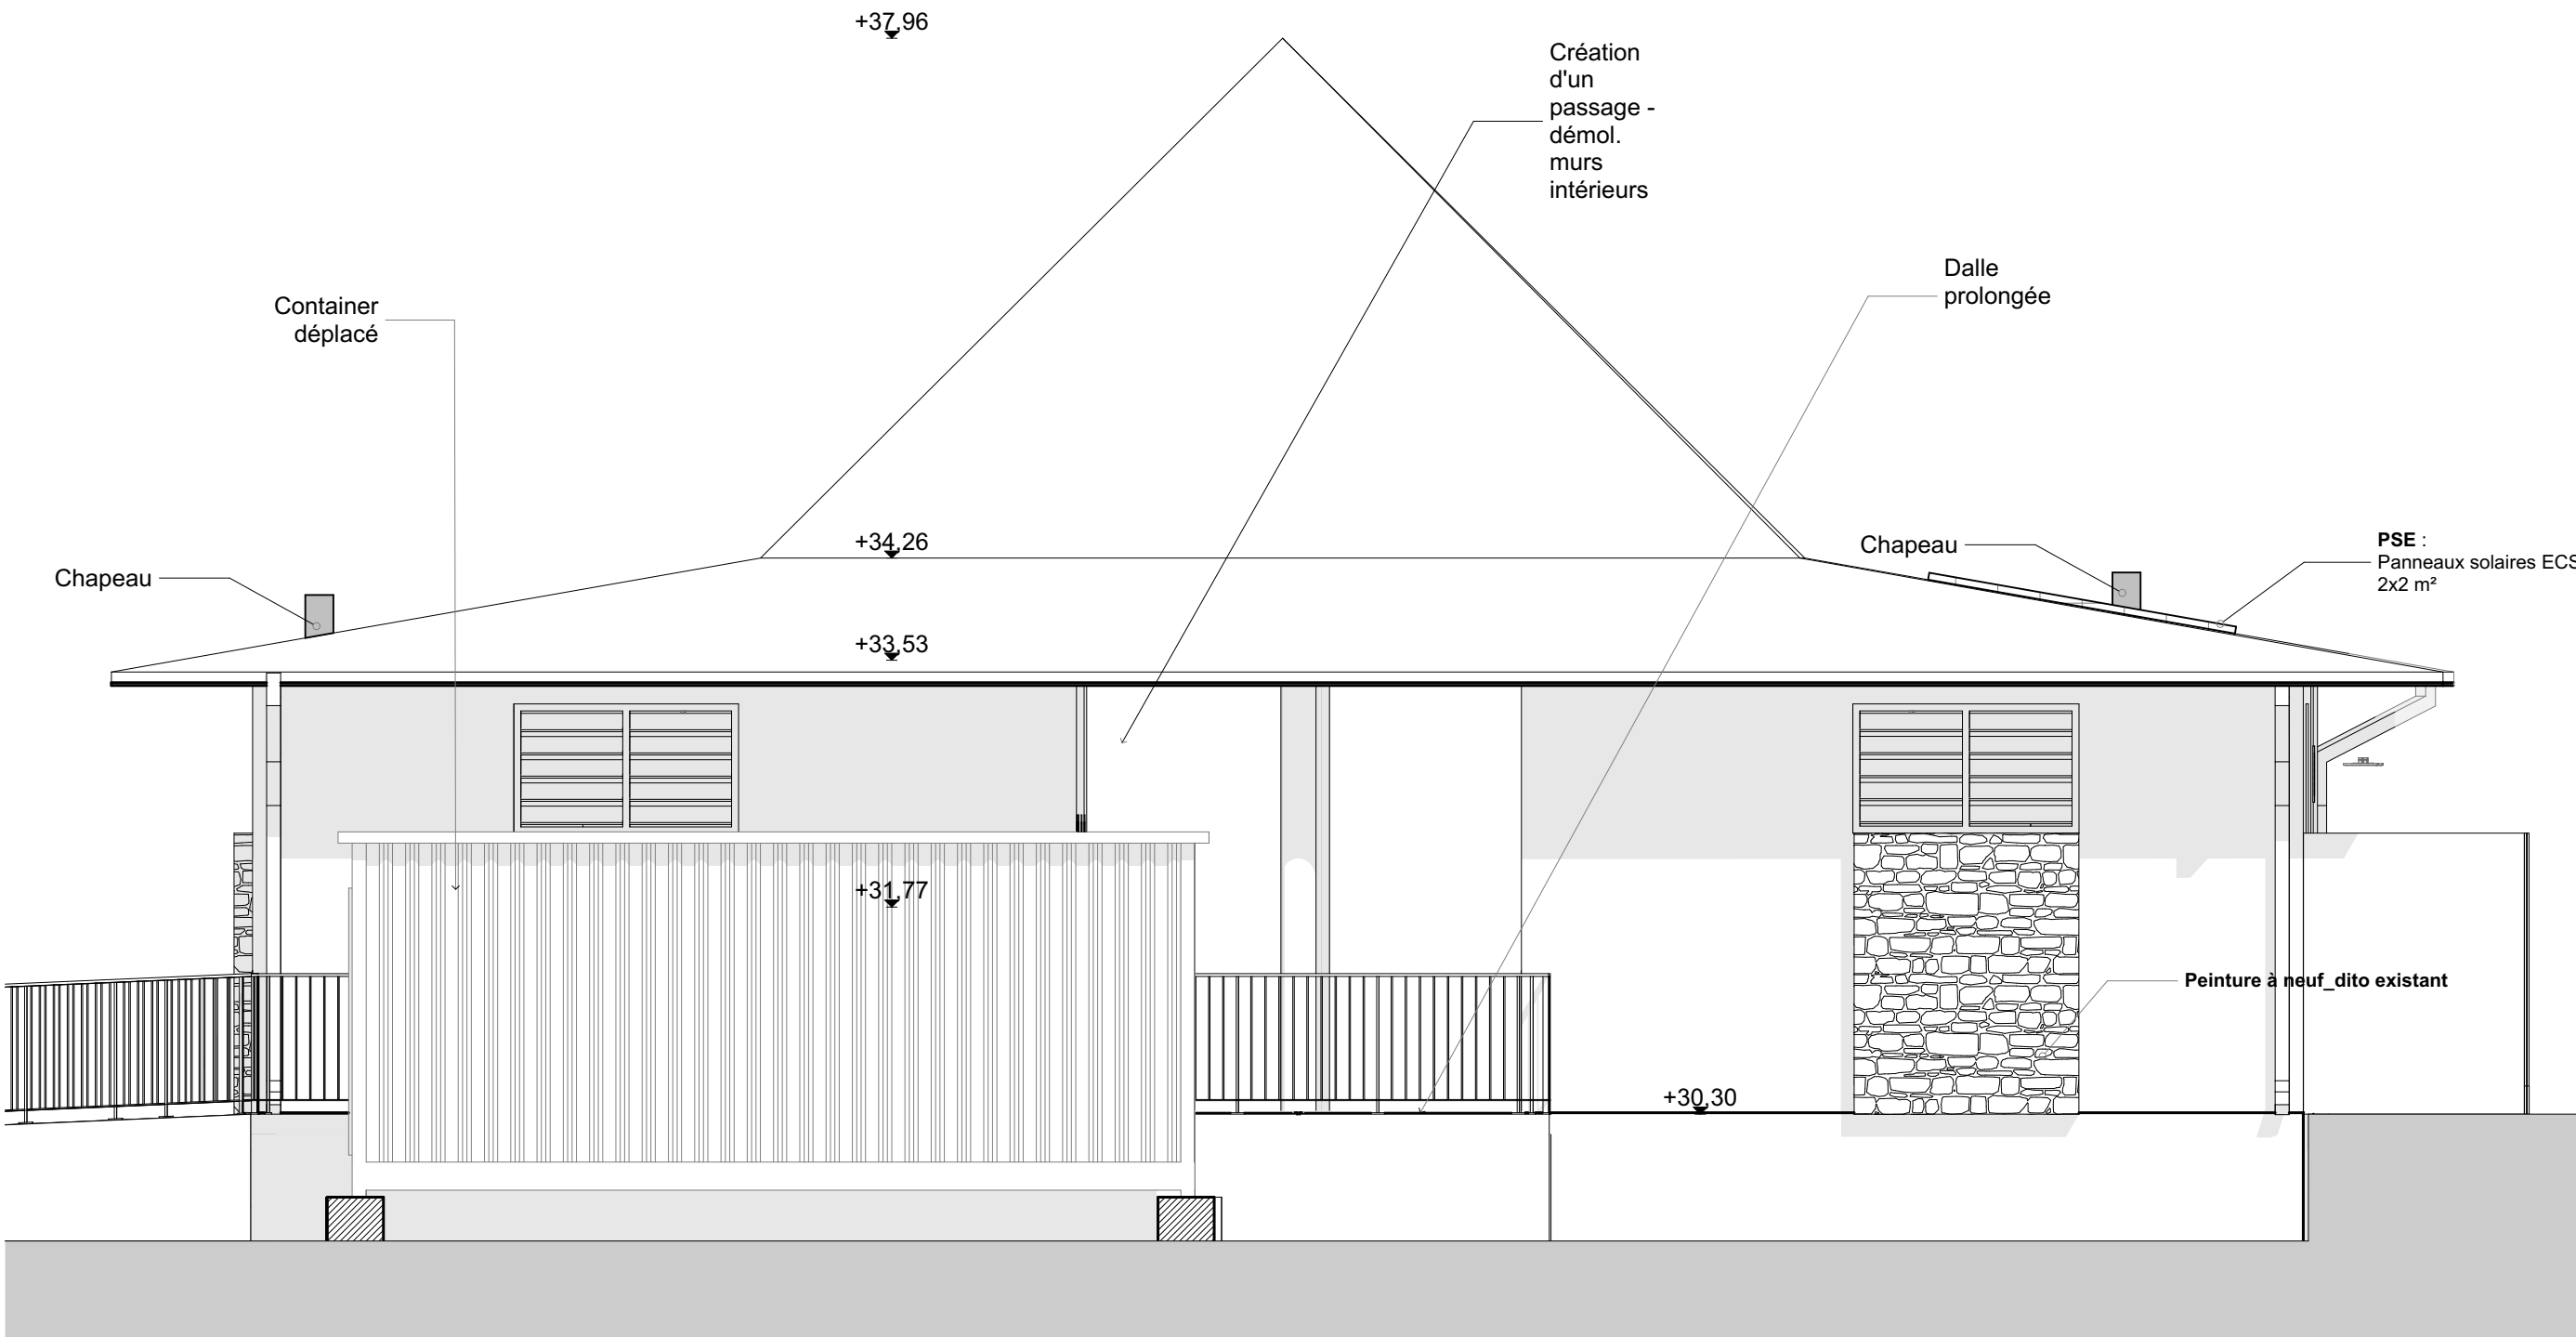 +37,96
Création
d'un
passage -
démol.
murs
intérieurs
Dalle
prolongée
Container
déplacé
+34,26
Chapeau
PSE :
Panneaux solaires ECS
2x2 m²
Chapeau
+33,53
+31,77
Peinture à neuf_dito existant
+30,30